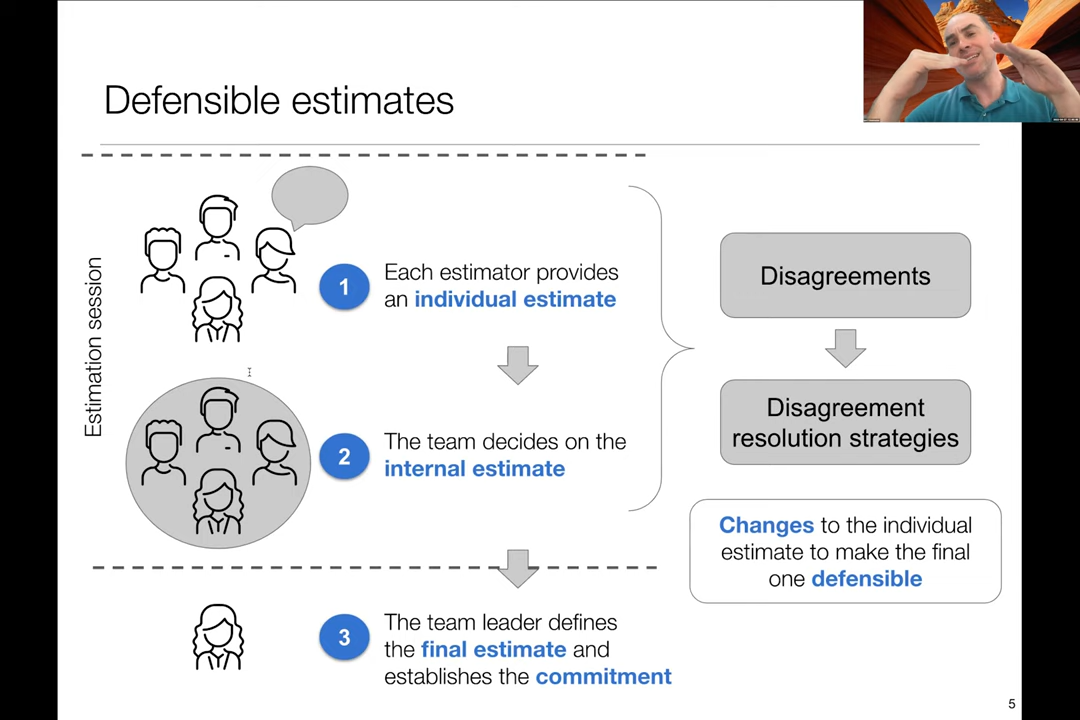 Defensible estimates
Estimation session
1
Each estimator provides
an individual estimate
2
The team decides on the
internal estimate
3
The team leader defines
the final estimate and
establishes the commitment
Disagreements
Disagreement
resolution strategies
Changes to the individual
estimate to make the final
one defensible
5